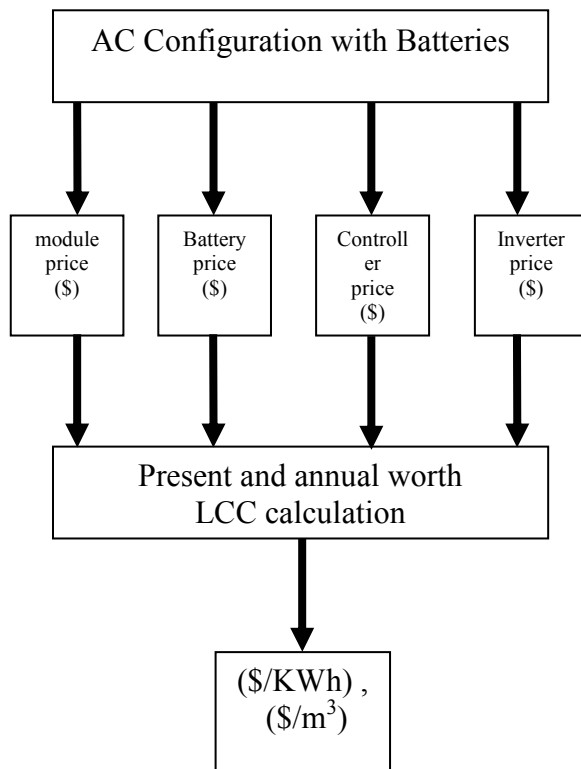 AC Configuration with Batteries
module
price
($)
Battery
price
($)
Controll
er
price
($)
Inverter
price
($)
Present and annual worth
LCC calculation
($/KWh) ,
($/m³)